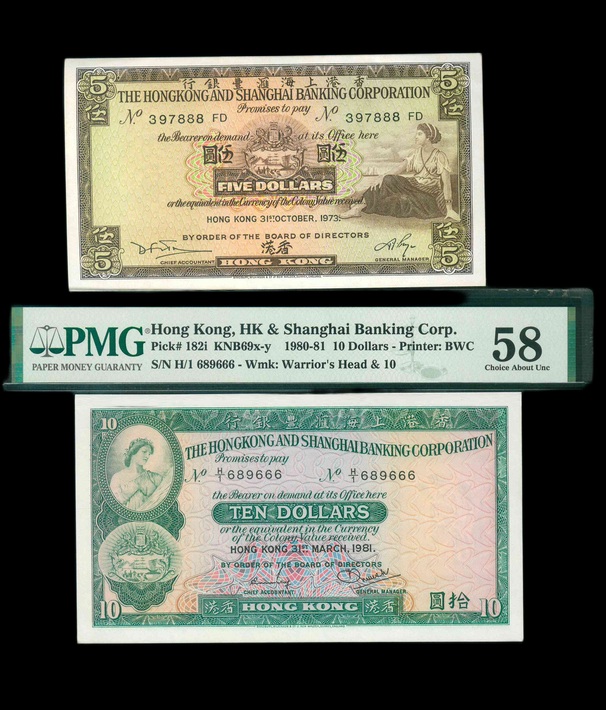 5 行銀豐滙海上港香 5
伍 THE HONGKONG AND SHANGHAI BANKING CORPORATION 伍
Promises to pay
Nº 397888 FD Nº 397888 FD
the Bearer on demand at its Office here
圓伍 圓伍
FIVE DOLLARS
or the equivalent in the Currency of the Colony Value received
HONG KONG 31ST OCTOBER, 1973.
BY ORDER OF THE BOARD OF DIRECTORS
伍 港香 伍
CHIEF ACCOUNTANT GENERAL MANAGER
5 HONG KONG 5
PMG
PAPER MONEY GUARANTY
Hong Kong, HK & Shanghai Banking Corp.
Pick# 182i KNB69x-y 1980-81 10 Dollars - Printer: BWC
S/N H/1 689666 - Wmk: Warrior's Head & 10
58
Choice About Unc
10 行銀豐滙海上港香
THE HONGKONG AND SHANGHAI BANKING CORPORATION
Promises to pay
Nº H/1 689666 Nº H/1 689666
the Bearer on demand at its Office here
TEN DOLLARS
or the equivalent in the Currency
of the Colony Value received.
HONG KONG 31ST MARCH, 1981.
BY ORDER OF THE BOARD OF DIRECTORS
CHIEF ACCOUNTANT GENERAL MANAGER
10 港香 HONG KONG 港香 圓拾 10